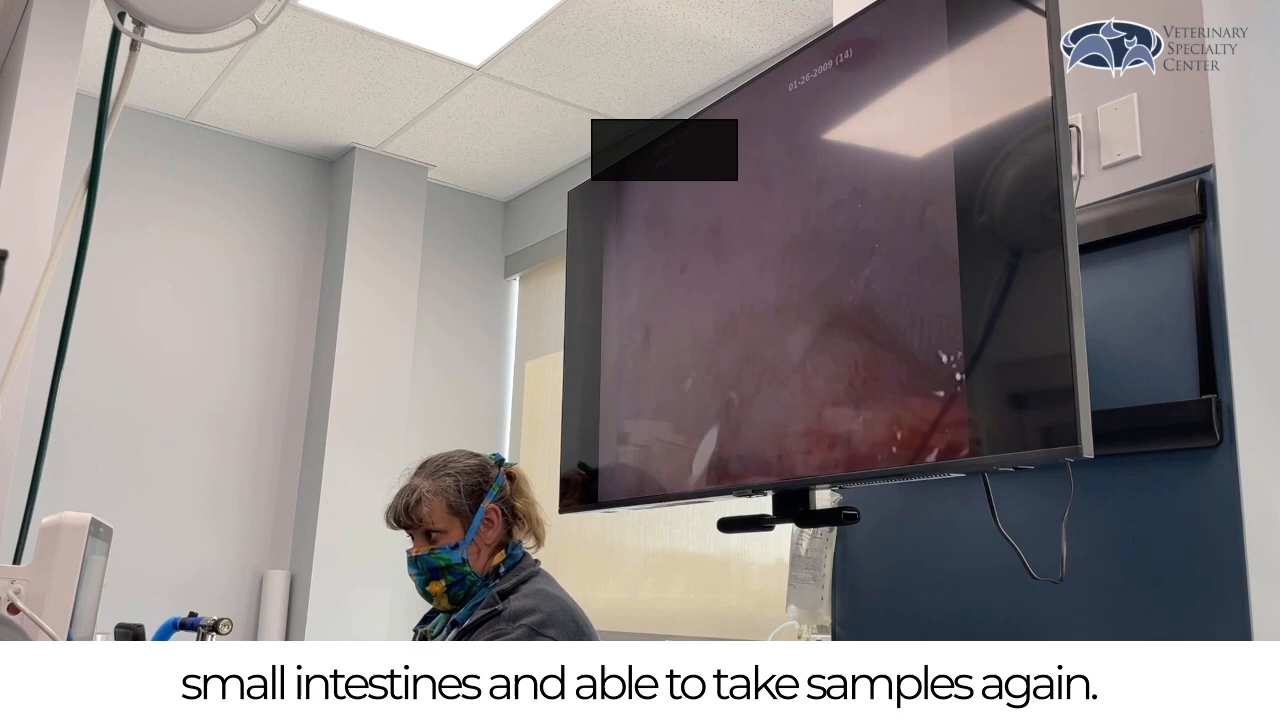 VETERINARY
SPECIALTY
CENTER
01-26-2009 (14)
small intestines and able to take samples again.